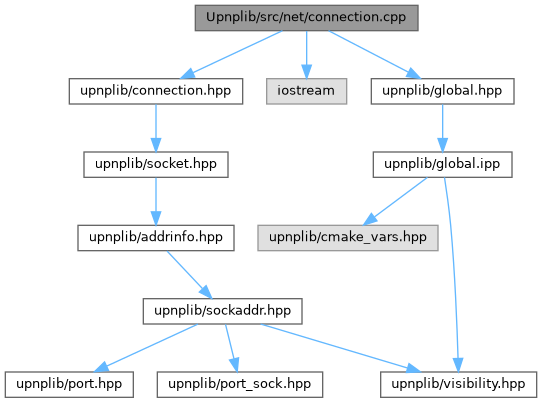 Upnplib/src/net/connection.cpp
upnplib/connection.hpp
iostream
upnplib/global.hpp
upnplib/socket.hpp
upnplib/global.ipp
upnplib/addrinfo.hpp
upnplib/cmake_vars.hpp
upnplib/sockaddr.hpp
upnplib/port.hpp
upnplib/port_sock.hpp
upnplib/visibility.hpp